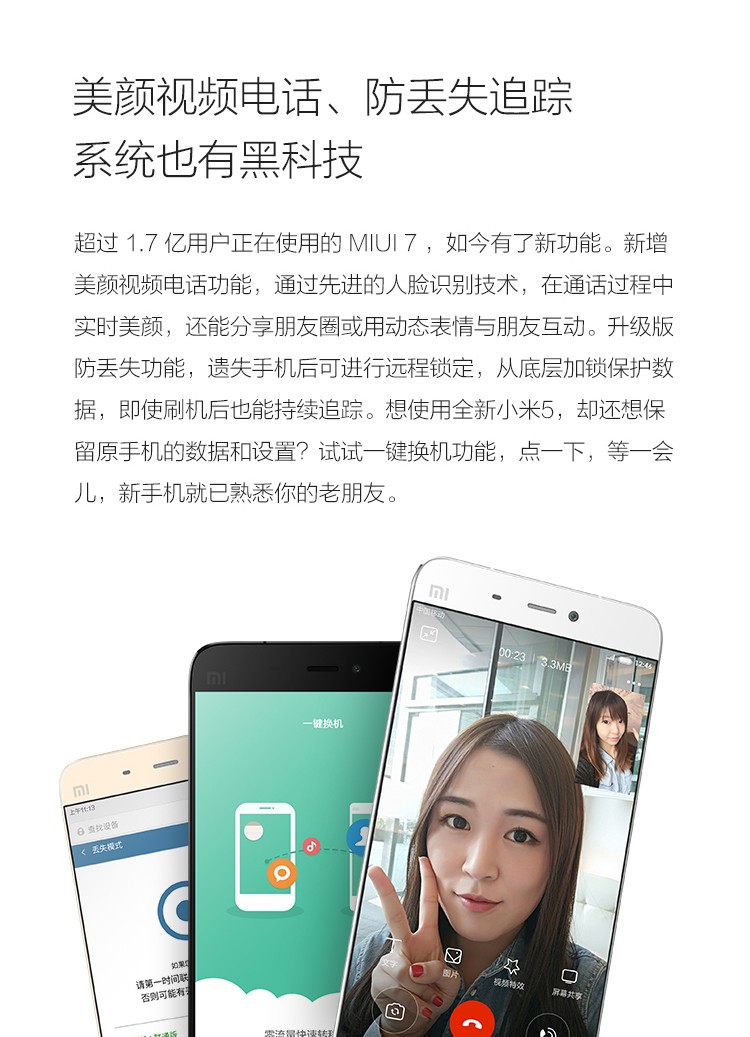 美颜视频电话、防丢失追踪
系统也有黑科技
超过 1.7 亿用户正在使用的 MIUI 7 ，如今有了新功能。新增
美颜视频电话功能，通过先进的人脸识别技术，在通话过程中
实时美颜，还能分享朋友圈或用动态表情与朋友互动。升级版
防丢失功能，遗失手机后可进行远程锁定，从底层加锁保护数
据，即使刷机后也能持续追踪。想使用全新小米5，却还想保
留原手机的数据和设置？试试一键换机功能，点一下，等一会
儿，新手机就已熟悉你的老朋友。
mi
中国移动
00:23
3.3MB
12:46
文字
图片
视频特效
屏幕共享
mi
一键换机
零流量快速转移
mi
上午11:13
查找设备
丢失模式
如果
请第一时间联
否则可能有